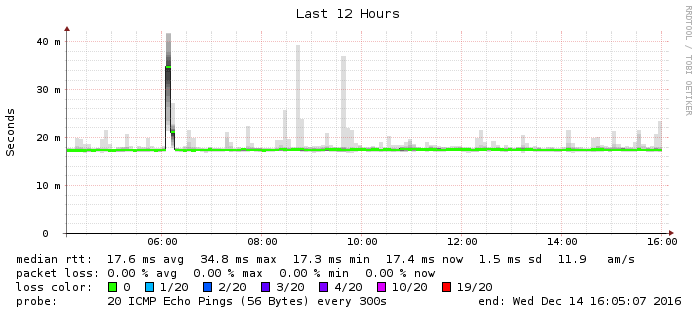 Last 12 Hours
RRDTOOL / TOBI OETIKER
Seconds
40 m
30 m
20 m
10 m
0
06:00 08:00 10:00 12:00 14:00 16:00
median rtt: 17.6 ms avg 34.8 ms max 17.3 ms min 17.4 ms now 1.5 ms sd 11.9 am/s
packet loss: 0.00 % avg 0.00 % max 0.00 % min 0.00 % now
loss color: 0 1/20 2/20 3/20 4/20 10/20 19/20
probe: 20 ICMP Echo Pings (56 Bytes) every 300s end: Wed Dec 14 16:05:07 2016